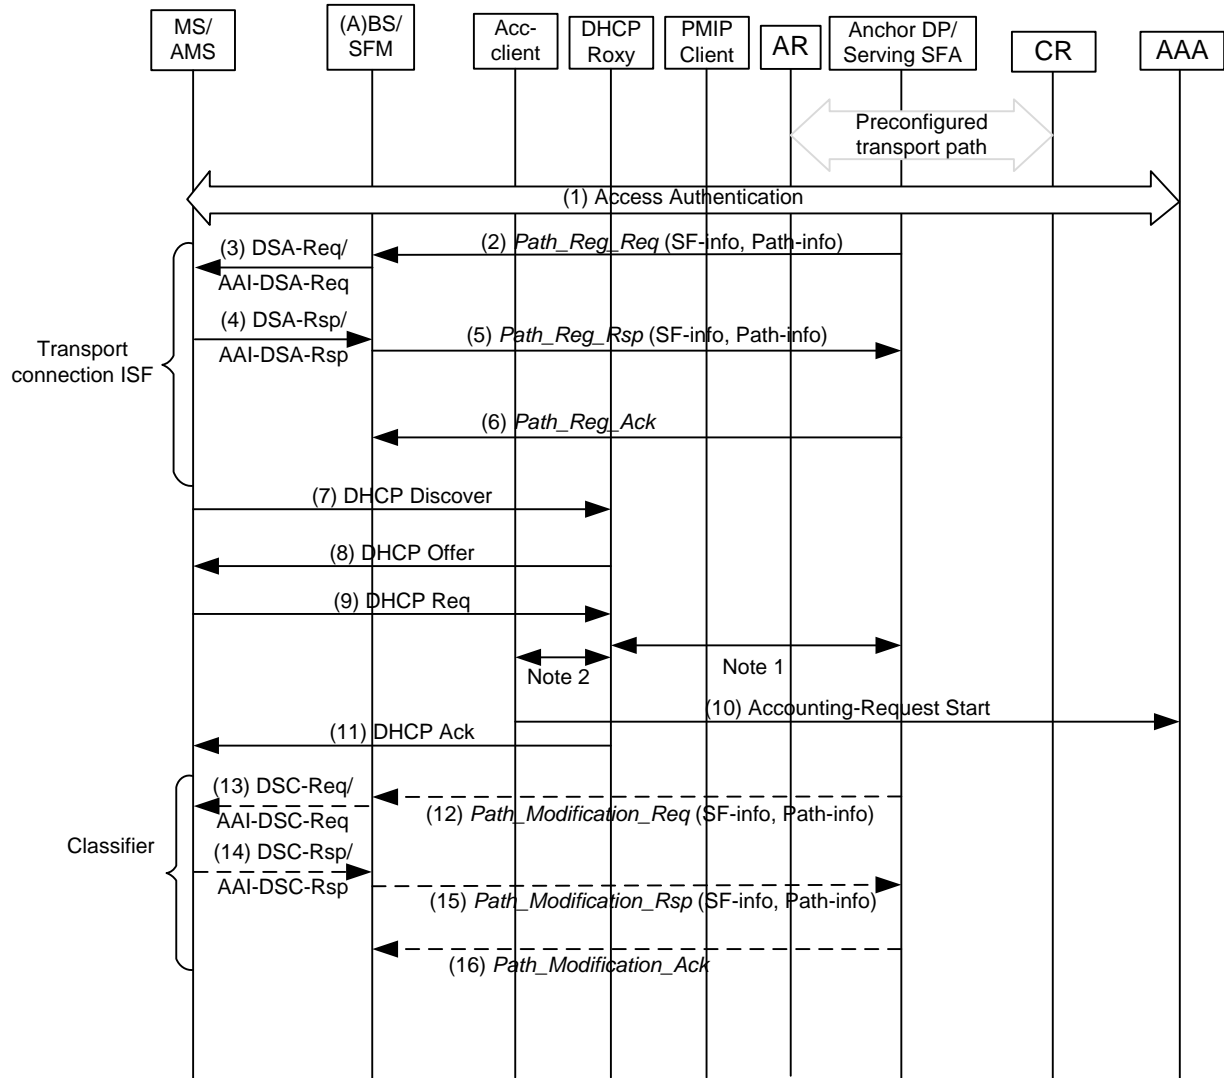 MS/
AMS
(A)BS/
SFM
Acc-
client
DHCP
Roxy
PMIP
Client
AR
Anchor DP/
Serving SFA
CR
AAA
Preconfigured
transport path
(1) Access Authentication
(2) Path_Reg_Req (SF-info, Path-info)
(3) DSA-Req/
AAI-DSA-Req
(4) DSA-Rsp/
AAI-DSA-Rsp
(5) Path_Reg_Rsp (SF-info, Path-info)
Transport
connection ISF
(6) Path_Reg_Ack
(7) DHCP Discover
(8) DHCP Offer
(9) DHCP Req
Note 1
Note 2
(10) Accounting-Request Start
(11) DHCP Ack
(13) DSC-Req/
AAI-DSC-Req
(12) Path_Modification_Req (SF-info, Path-info)
Classifier
(14) DSC-Rsp/
AAI-DSC-Rsp
(15) Path_Modification_Rsp (SF-info, Path-info)
(16) Path_Modification_Ack